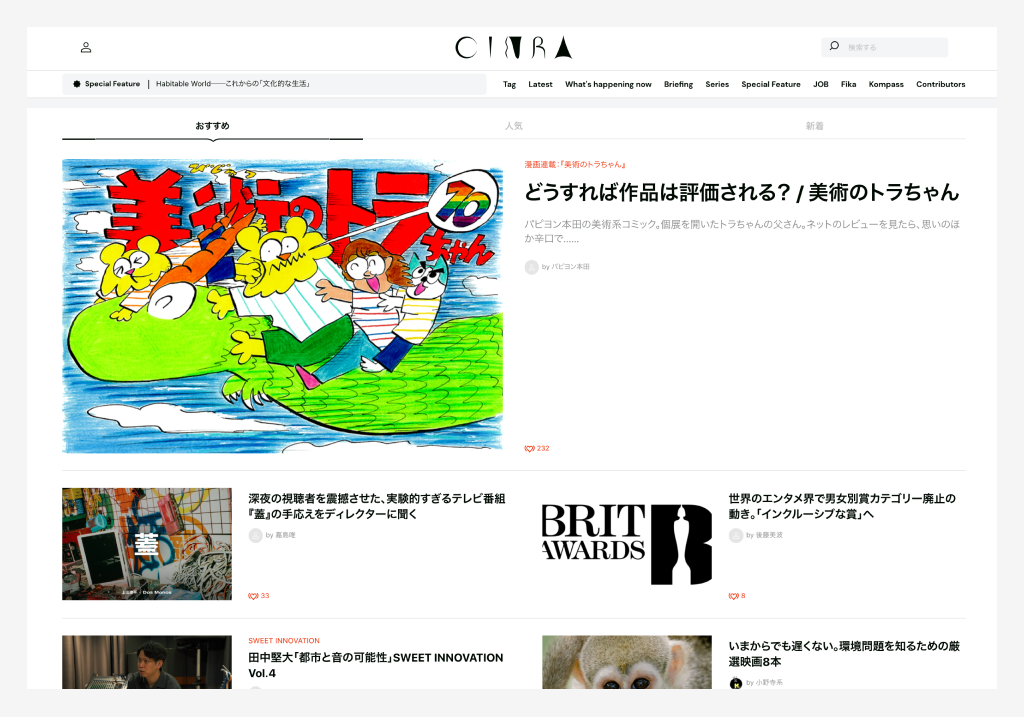 CINRA
検索する
Special Feature | Habitable World──これからの「文化的な生活」
Tag Latest What's happening now Briefing Series Special Feature JOB Fika Kompass Contributors
おすすめ 人気 新着
びじゅつ
美術のトラちゃん
70
漫画連載:『美術のトラちゃん』
どうすれば作品は評価される? / 美術のトラちゃん
パピヨン本田の美術系コミック。個展を開いたトラちゃんの父さん。ネットのレビューを見たら、思いのほ
か辛口で……
by パピヨン本田
232
蓋
Dos Monos
深夜の視聴者を震撼させた、実験的すぎるテレビ番組
『蓋』の手応えをディレクターに聞く
33
BRIT
AWARDS
世界のエンタメ界で男女別賞カテゴリー廃止の
動き。「インクルーシブな賞」へ
by 後藤美波
8
SWEET INNOVATION
田中堅大「都市と音の可能性」SWEET INNOVATION
Vol.4
いまからでも遅くない。環境問題を知るための厳
選映画8本
by 小野寺系